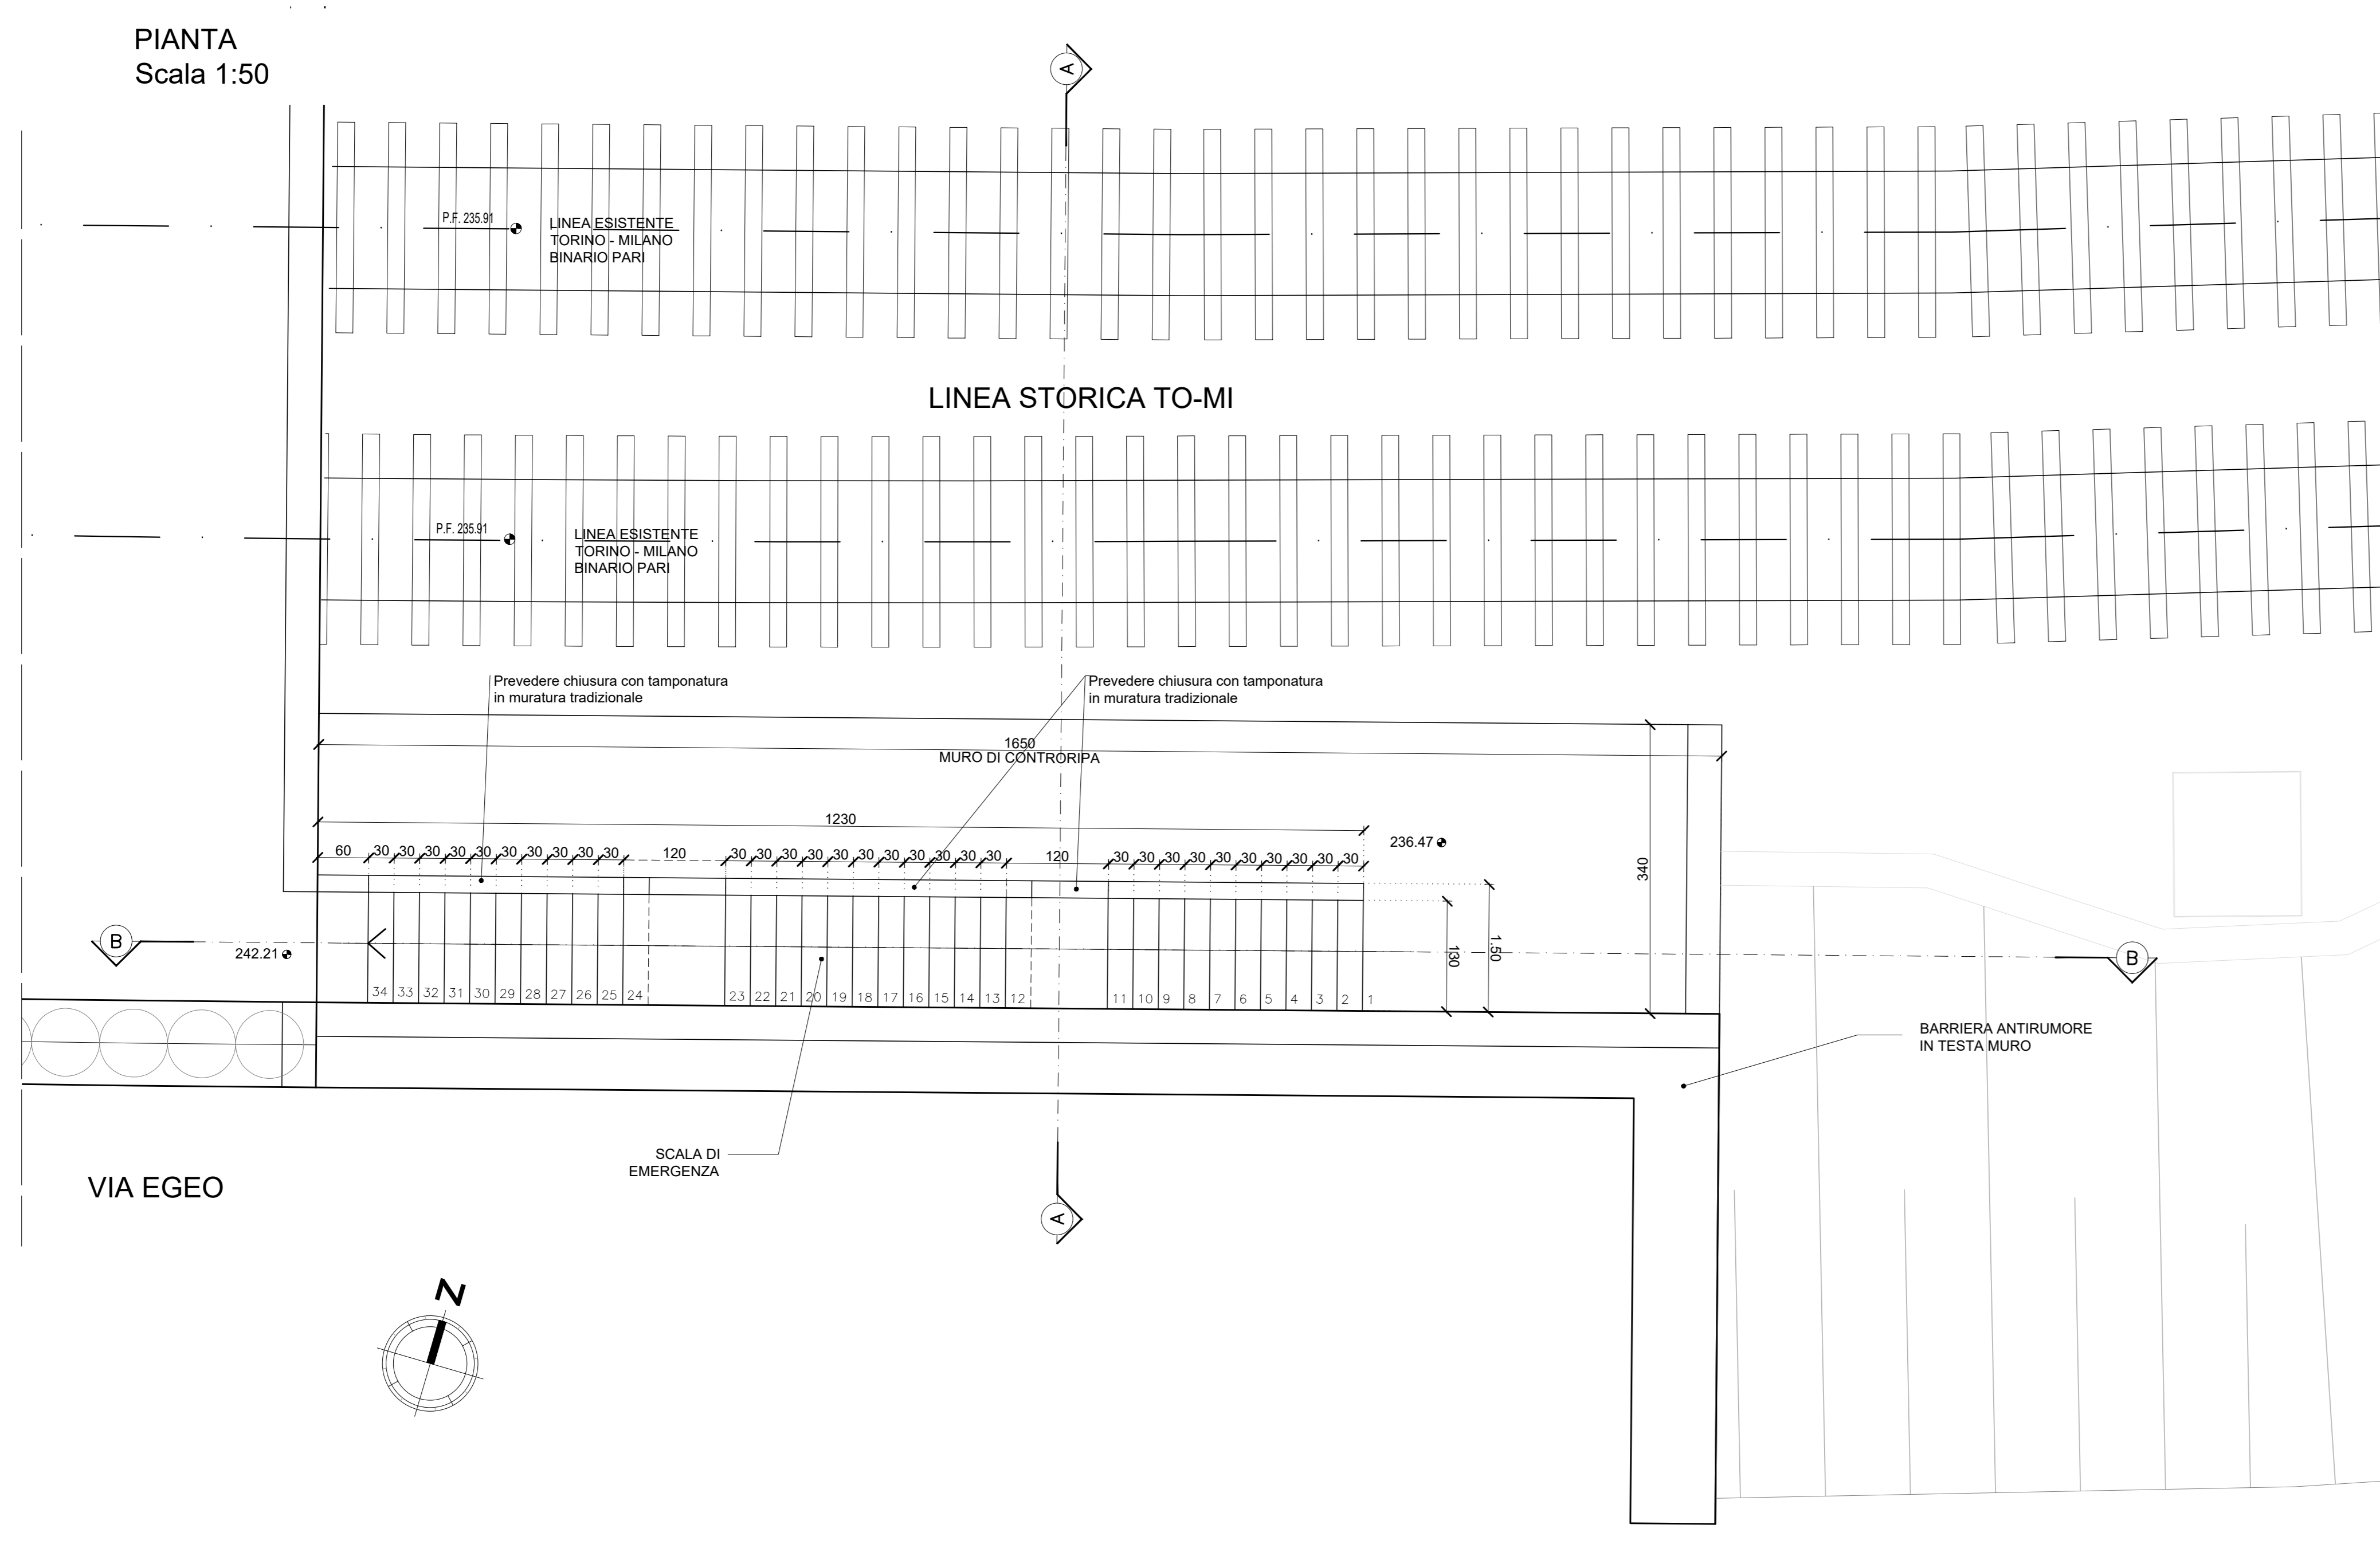 PIANTA
Scala 1:50
A
P.F. 235.91
LINEA ESISTENTE
TORINO - MILANO
BINARIO PARI
LINEA STORICA TO-MI
P.F. 235.91
LINEA ESISTENTE
TORINO - MILANO
BINARIO PARI
Prevedere chiusura con tamponatura
in muratura tradizionale
Prevedere chiusura con tamponatura
in muratura tradizionale
1650
MURO DI CONTRORIPA
1230
236.47
60 30 30 30 30 30 30 30 30 30 30 120 30 30 30 30 30 30 30 30 30 30 30 120 30 30 30 30 30 30 30 30 30 30
340
130
1.50
B
242.21
B
34 33 32 31 30 29 28 27 26 25 24 23 22 21 20 19 18 17 16 15 14 13 12 11 10 9 8 7 6 5 4 3 2 1
BARRIERA ANTIRUMORE
IN TESTA MURO
SCALA DI
EMERGENZA
VIA EGEO
A
N